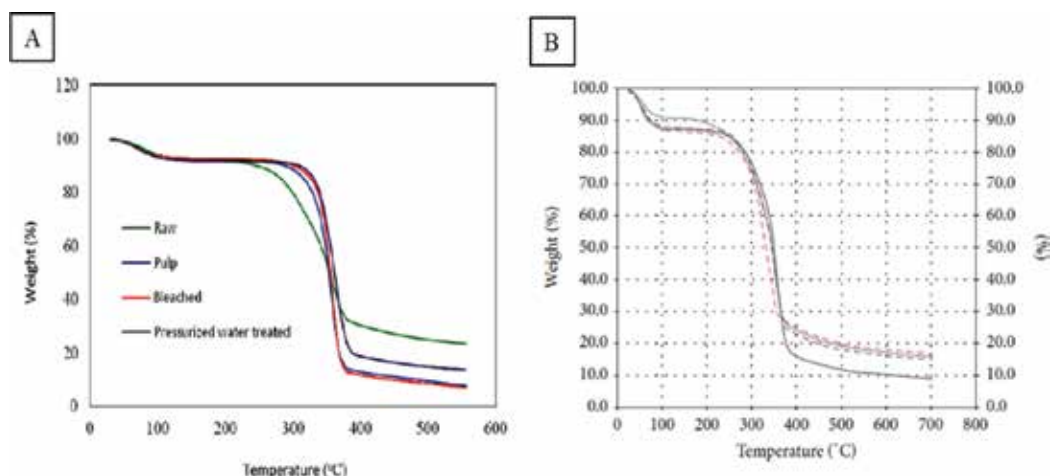 A
120
100
80
60
40
20
0
Weight (%)
Raw
Pulp
Bleached
Pressurized water treated
0 100 200 300 400 500 600
Temperature (ºC)
B
100.0
90.0
80.0
70.0
60.0
50.0
40.0
30.0
20.0
10.0
0.0
Weight (%)
100.0
90.0
80.0
70.0
60.0
50.0
40.0
30.0
20.0
10.0
0.0
(%)
0 100 200 300 400 500 600 700 800
Temperature (˚C)